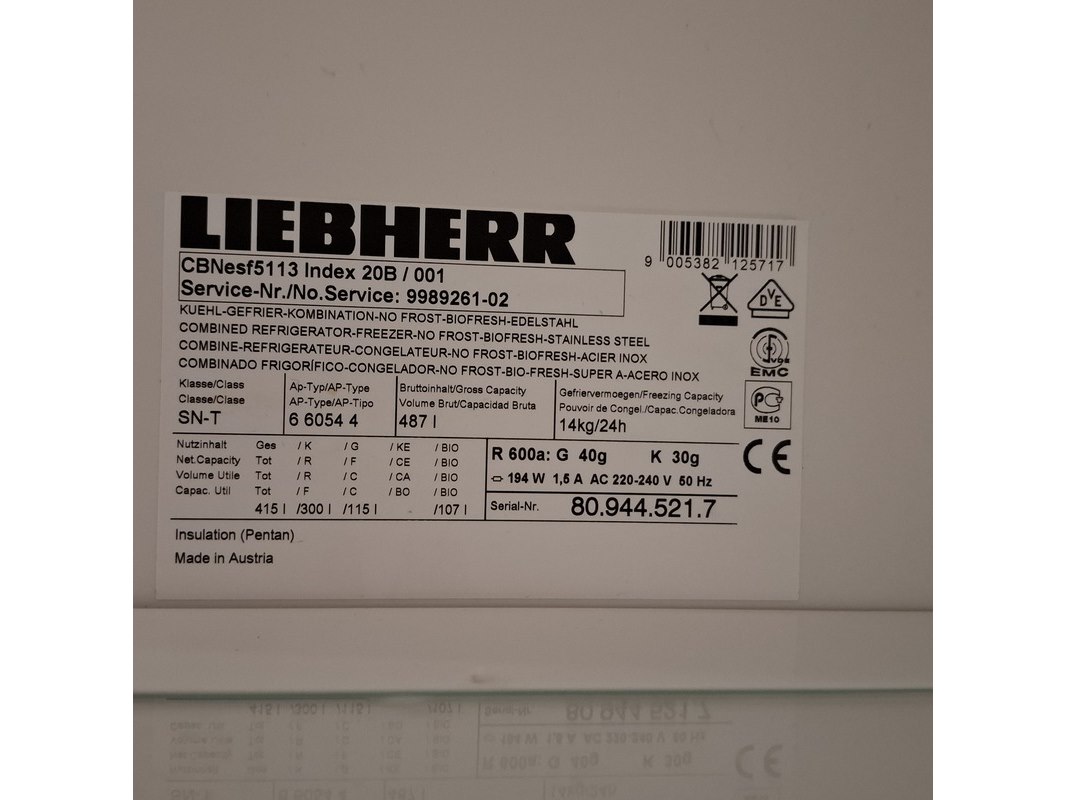 LIEBHERR
9 005382 125717
CBNesf5113 Index 20B / 001
Service-Nr./No.Service: 9989261-02
DVE
KUEHL-GEFRIER-KOMBINATION-NO FROST-BIOFRESH-EDELSTAHL
COMBINED REFRIGERATOR-FREEZER-NO FROST-BIOFRESH-STAINLESS STEEL
COMBINE-REFRIGERATEUR-CONGELATEUR-NO FROST-BIOFRESH-ACIER INOX
COMBINADO FRIGORÍFICO-CONGELADOR-NO FROST-BIO-FRESH-SUPER A-ACERO INOX
VDE
EMC
Klasse/Class
Classe/Clase
SN-T
Ap-Typ/AP-Type
AP-Type/AP-Tipo
6 6054 4
Bruttoinhalt/Gross Capacity
Volume Brut/Capacidad Bruta
487 l
Gefriervermoegen/Freezing Capacity
Pouvoir de Congel./Capac.Congeladora
14kg/24h
PC
ME10
Nutzinhalt Ges / K / G / KE / BIO
Net.Capacity Tot / R / F / CE / BIO
Volume Utile Tot / R / C / CA / BIO
Capac. Util Tot / F / C / BO / BIO
415 l /300 l /115 l /107 l
R 600a: G 40g K 30g
194 W 1,5 A AC 220-240 V 50 Hz
Serial-Nr. 80.944.521.7
CE
Insulation (Pentan)
Made in Austria